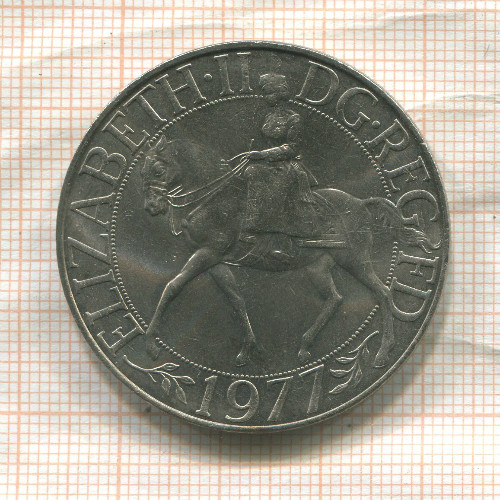 ELIZABETH·II DG·REG FD
1977